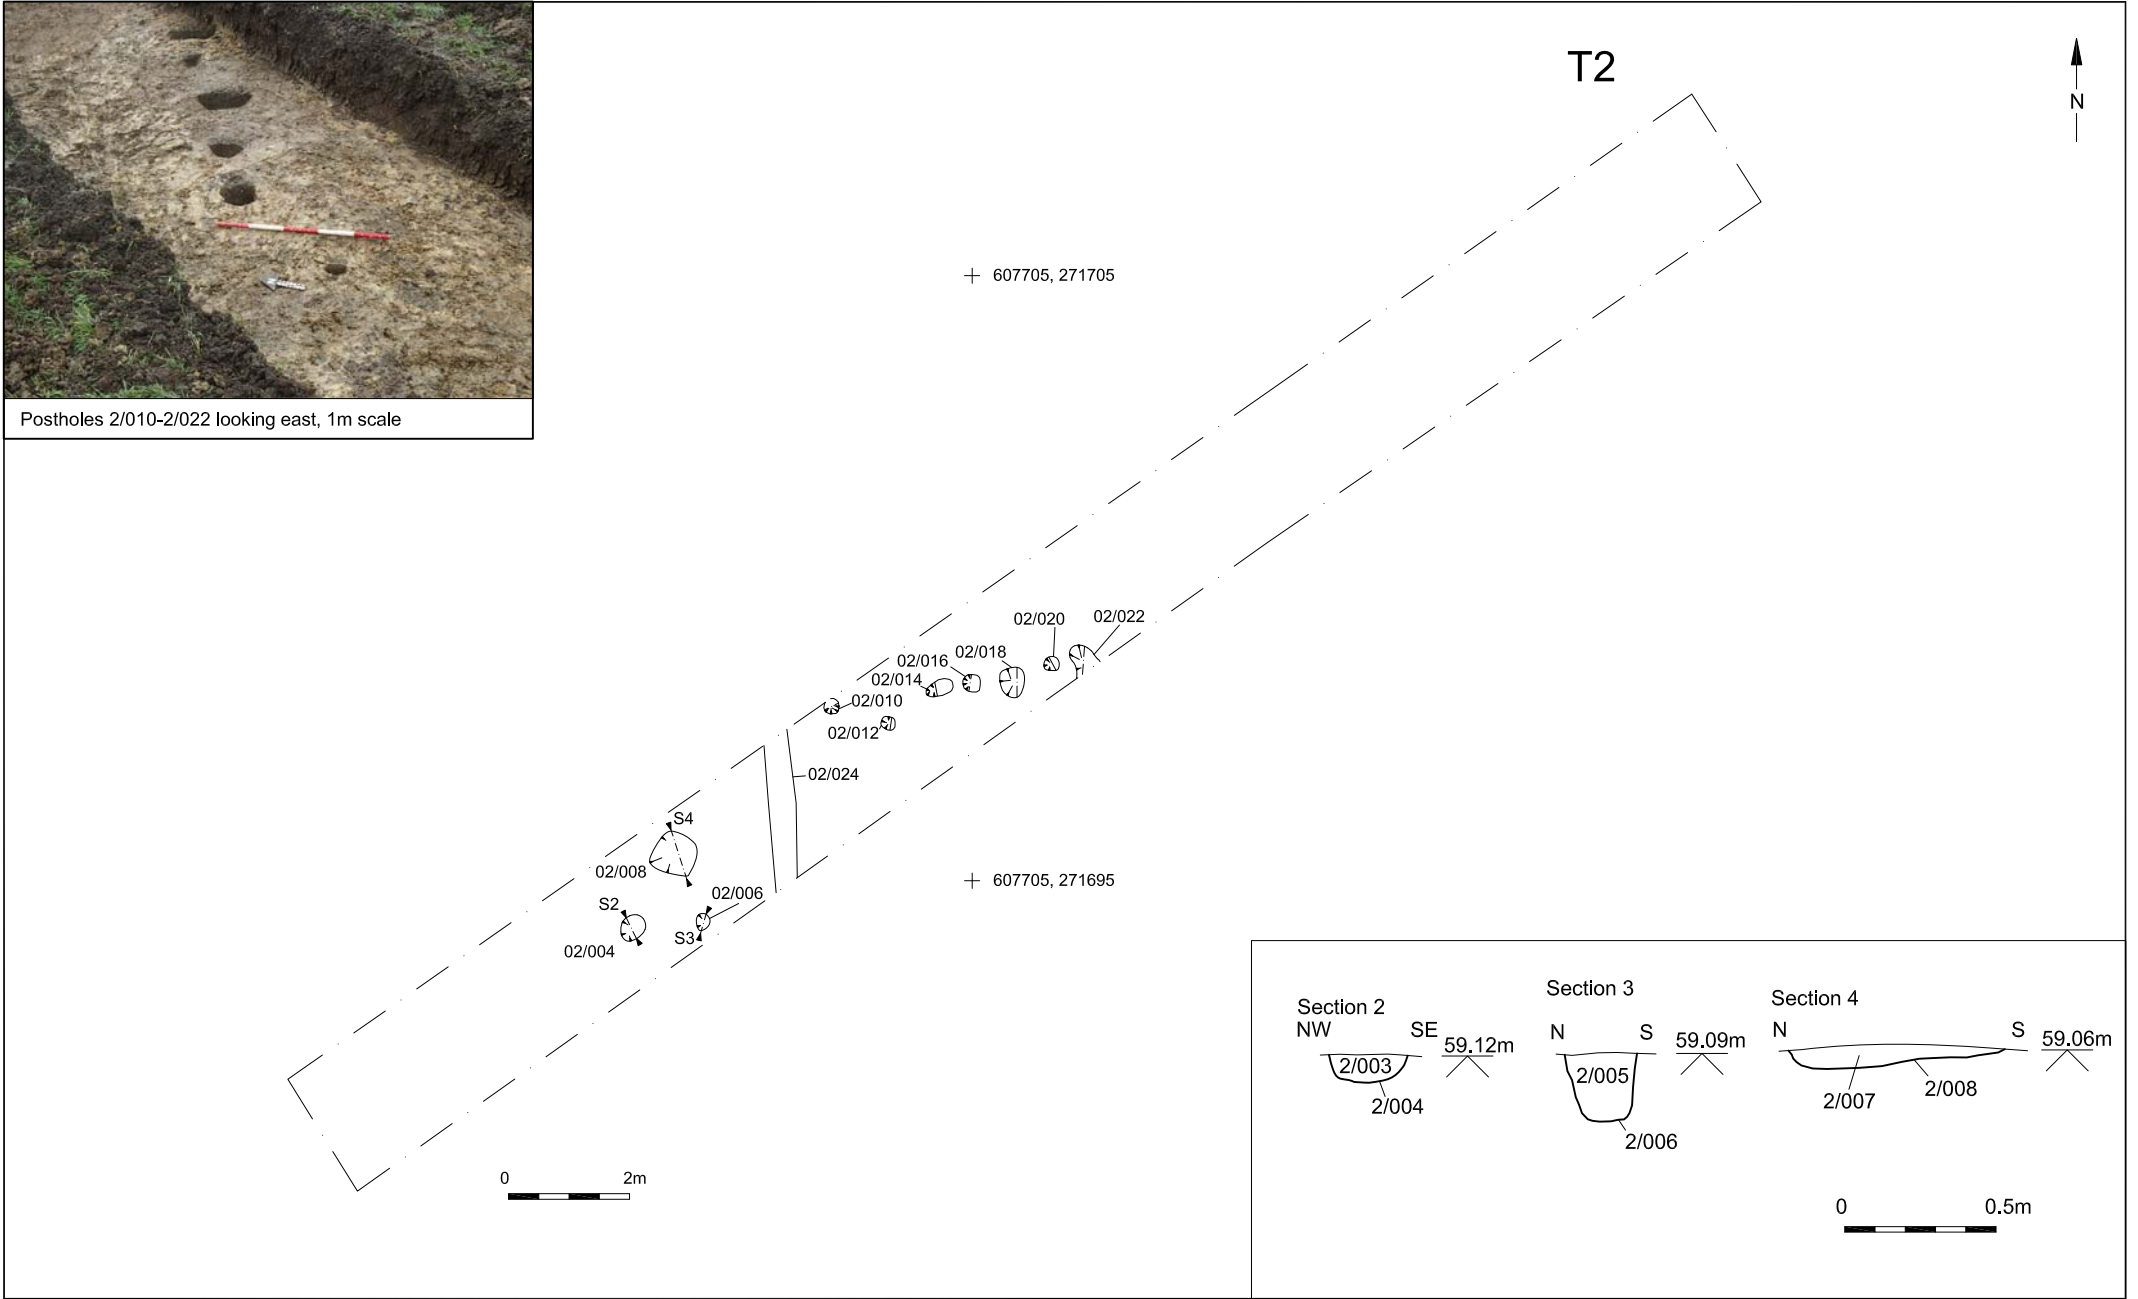 Postholes 2/010-2/022 looking east, 1m scale
T2
N
607705, 271705
02/020
02/022
02/018
02/016
02/014
02/010
02/012
02/024
S4
02/008
607705, 271695
02/006
S2
S3
02/004
0 2m
Section 2
NW SE 59.12m
2/003
2/004
Section 3
N S 59.09m
2/005
2/006
Section 4
N S 59.06m
2/007 2/008
0 0.5m